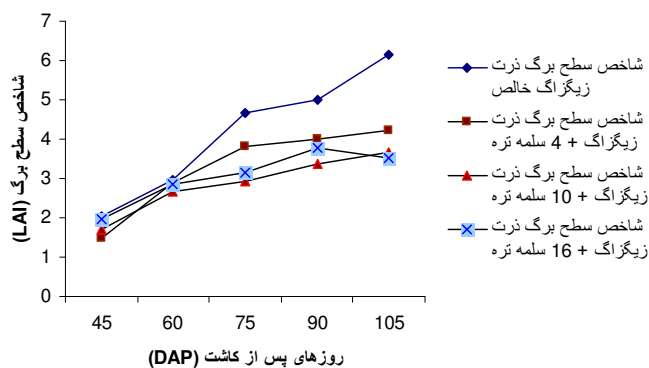 7
6
5
4
3
2
1
0
شاخص سطح برگ (LAI)
45 60 75 90 105
روزهای پس از کاشت (DAP)
شاخص سطح برگ ذرت
زیگزاگ خالص
شاخص سطح برگ ذرت
زیگزاگ + 4 سلمه تره
شاخص سطح برگ ذرت
زیگزاگ + 10 سلمه تره
شاخص سطح برگ ذرت
زیگزاگ + 16 سلمه تره